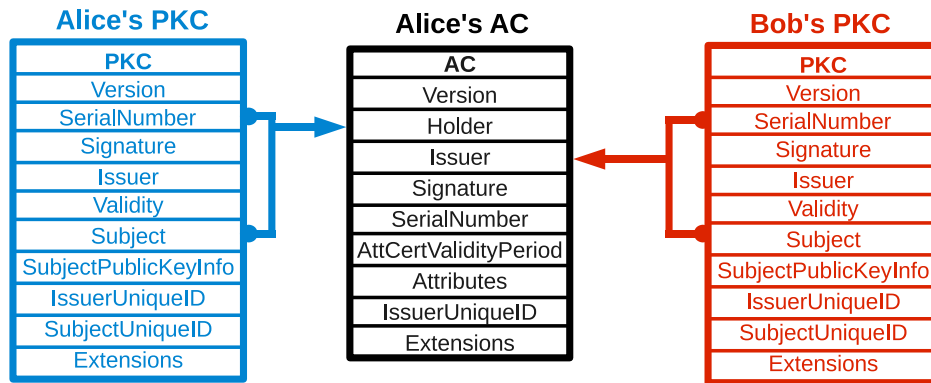 Alice's PKC
PKC
Version
SerialNumber
Signature
Issuer
Validity
Subject
SubjectPublicKeyInfo
IssuerUniqueID
SubjectUniqueID
Extensions
Alice's AC
AC
Version
Holder
Issuer
Signature
SerialNumber
AttCertValidityPeriod
Attributes
IssuerUniqueID
Extensions
Bob's PKC
PKC
Version
SerialNumber
Signature
Issuer
Validity
Subject
SubjectPublicKeyInfo
IssuerUniqueID
SubjectUniqueID
Extensions